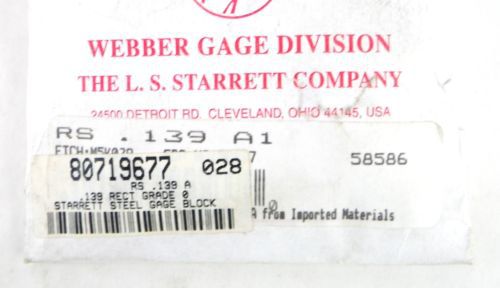 WEBBER GAGE DIVISION
THE L. S. STARRETT COMPANY
24500 DETROIT RD. CLEVELAND, OHIO 44145, USA
RS .139 A1
58586
80719677 028
RS .139 A
.139 RECT GRADE 0
STARRETT STEEL GAGE BLOCK
from Imported Materials